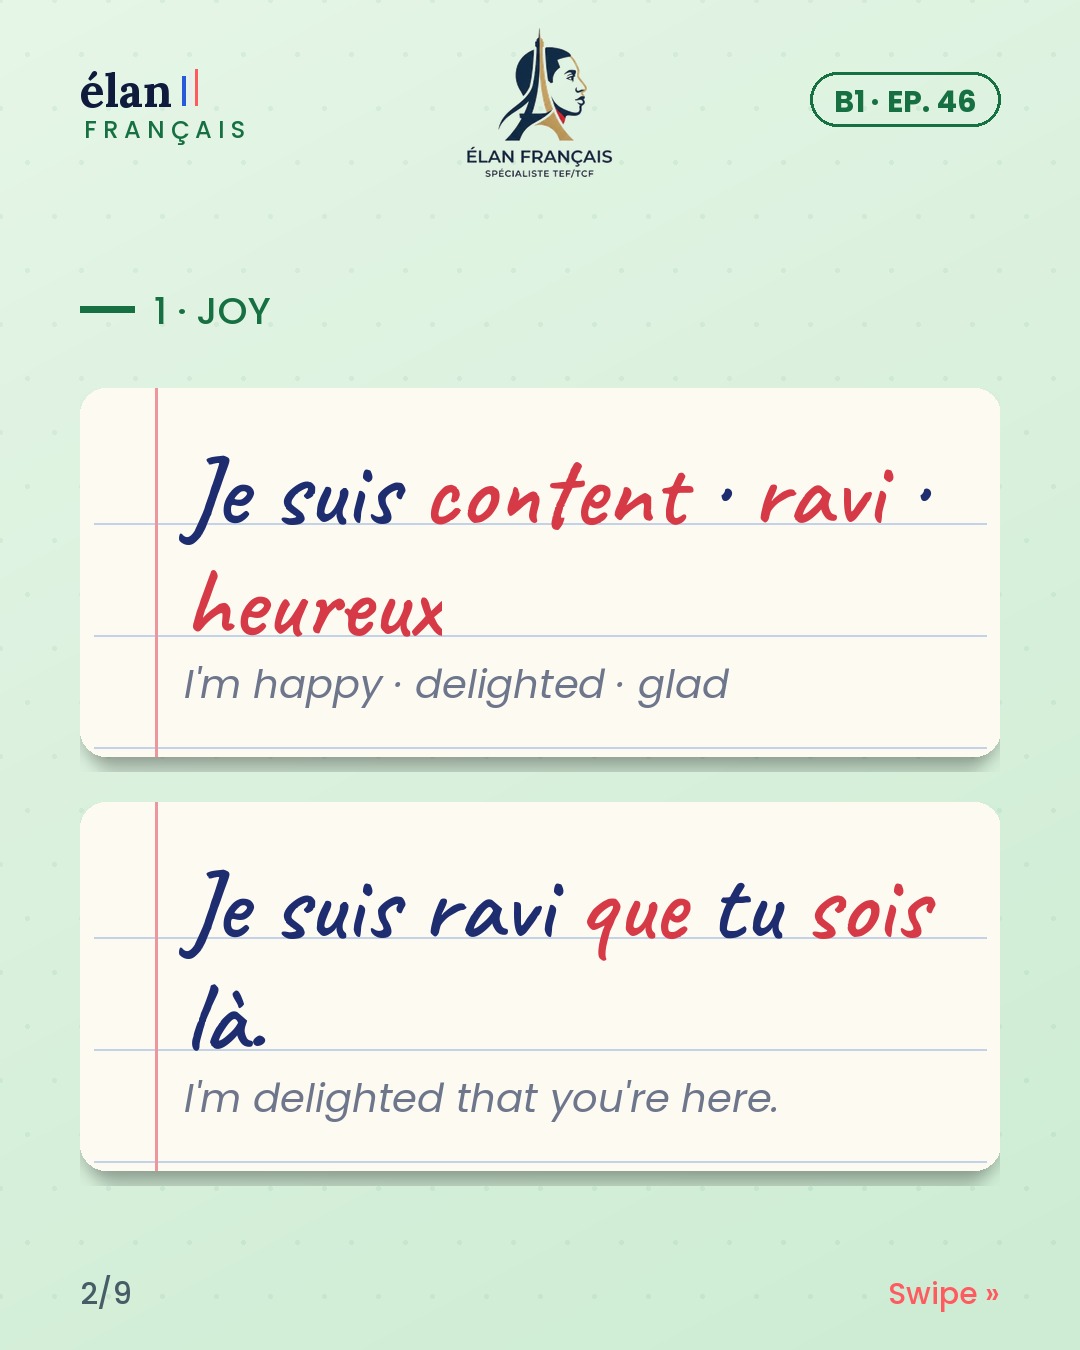 élan
FRANÇAIS
ÉLAN FRANÇAIS
SPÉCIALISTE TEF/TCF
B1 · EP. 46
1 · JOY
Je suis content · ravi ·
heureux
I'm happy · delighted · glad
Je suis ravi que tu sois
là.
I'm delighted that you're here.
2/9
Swipe »